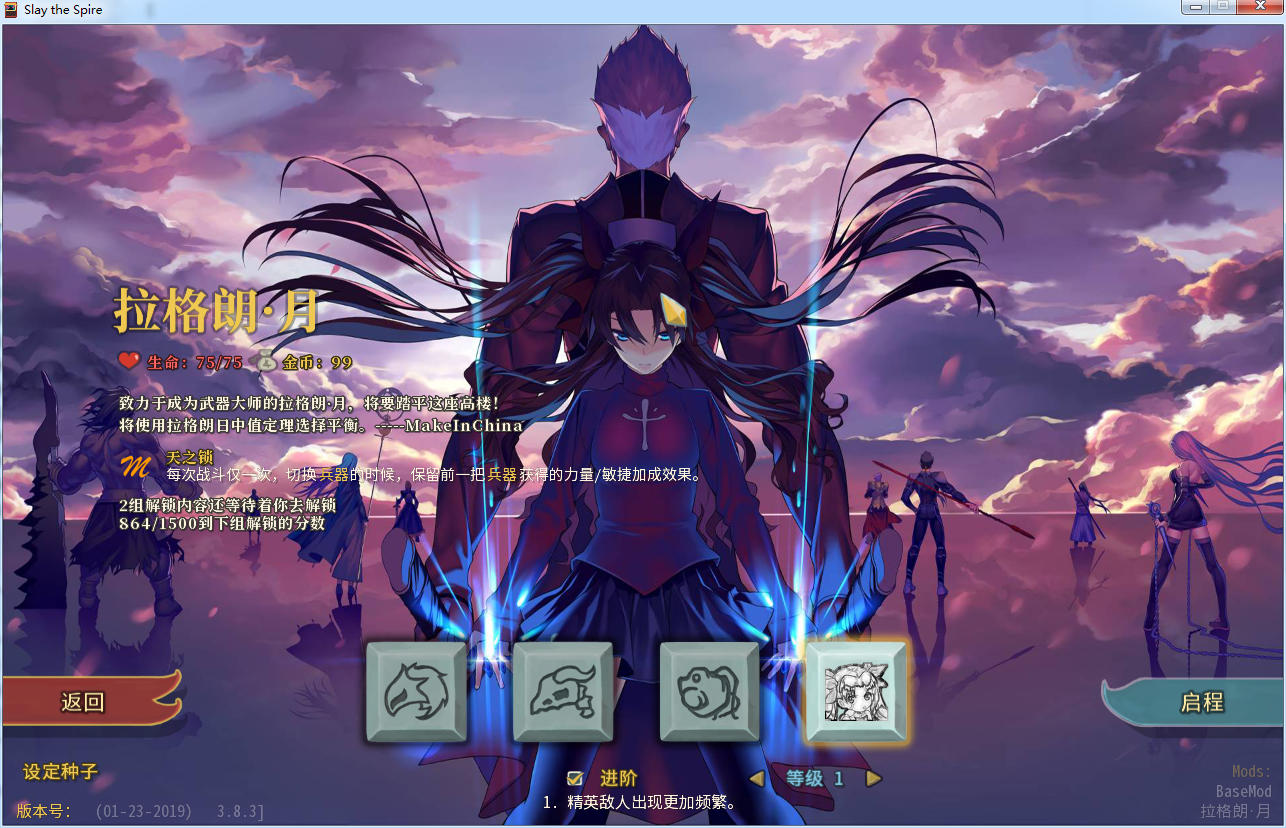 Slay the Spire
拉格朗·月
生命：75/75 金币：99
致力于成为武器大师的拉格朗·月，将要踏平这座高楼！
将使用拉格朗日中值定理选择平衡。-----MakeInChina
天之锁
每次战斗仅一次，切换 兵器的时候，保留前一把 兵器 获得的力量/敏捷加成效果。
2组解锁内容还等待着你去解锁
864/1500到下组解锁的分数
返回
启程
设定种子
进阶 等级 1
1. 精英敌人出现更加频繁。
版本号： (01-23-2019) 3.8.3]
Mods:
BaseMod
拉格朗·月